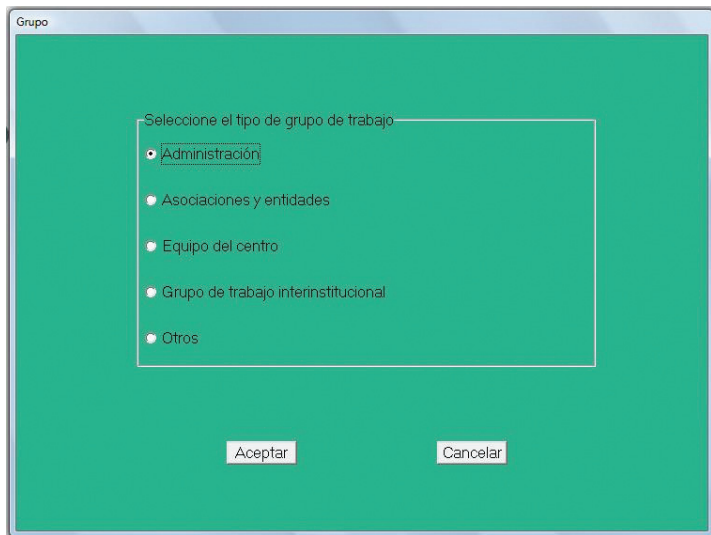 Grupo
Seleccione el tipo de grupo de trabajo
Administración
Asociaciones y entidades
Equipo del centro
Grupo de trabajo interinstitucional
Otros
Aceptar
Cancelar